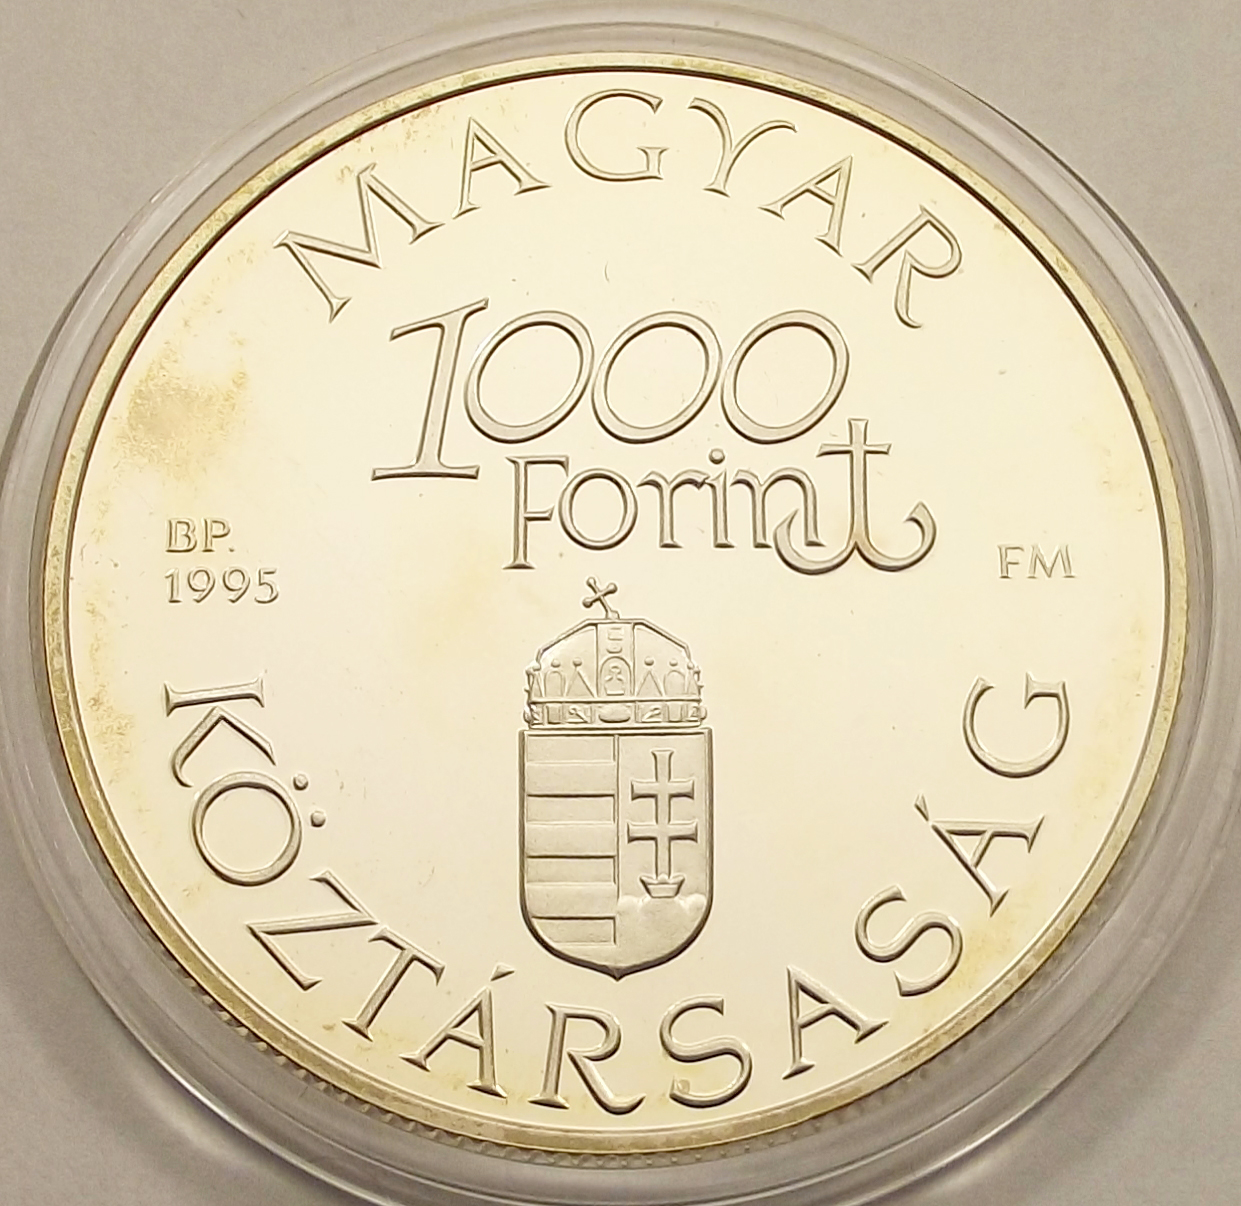 MAGYAR
1000
Forint
BP.
1995
FM
KÖZTÁRSASÁG